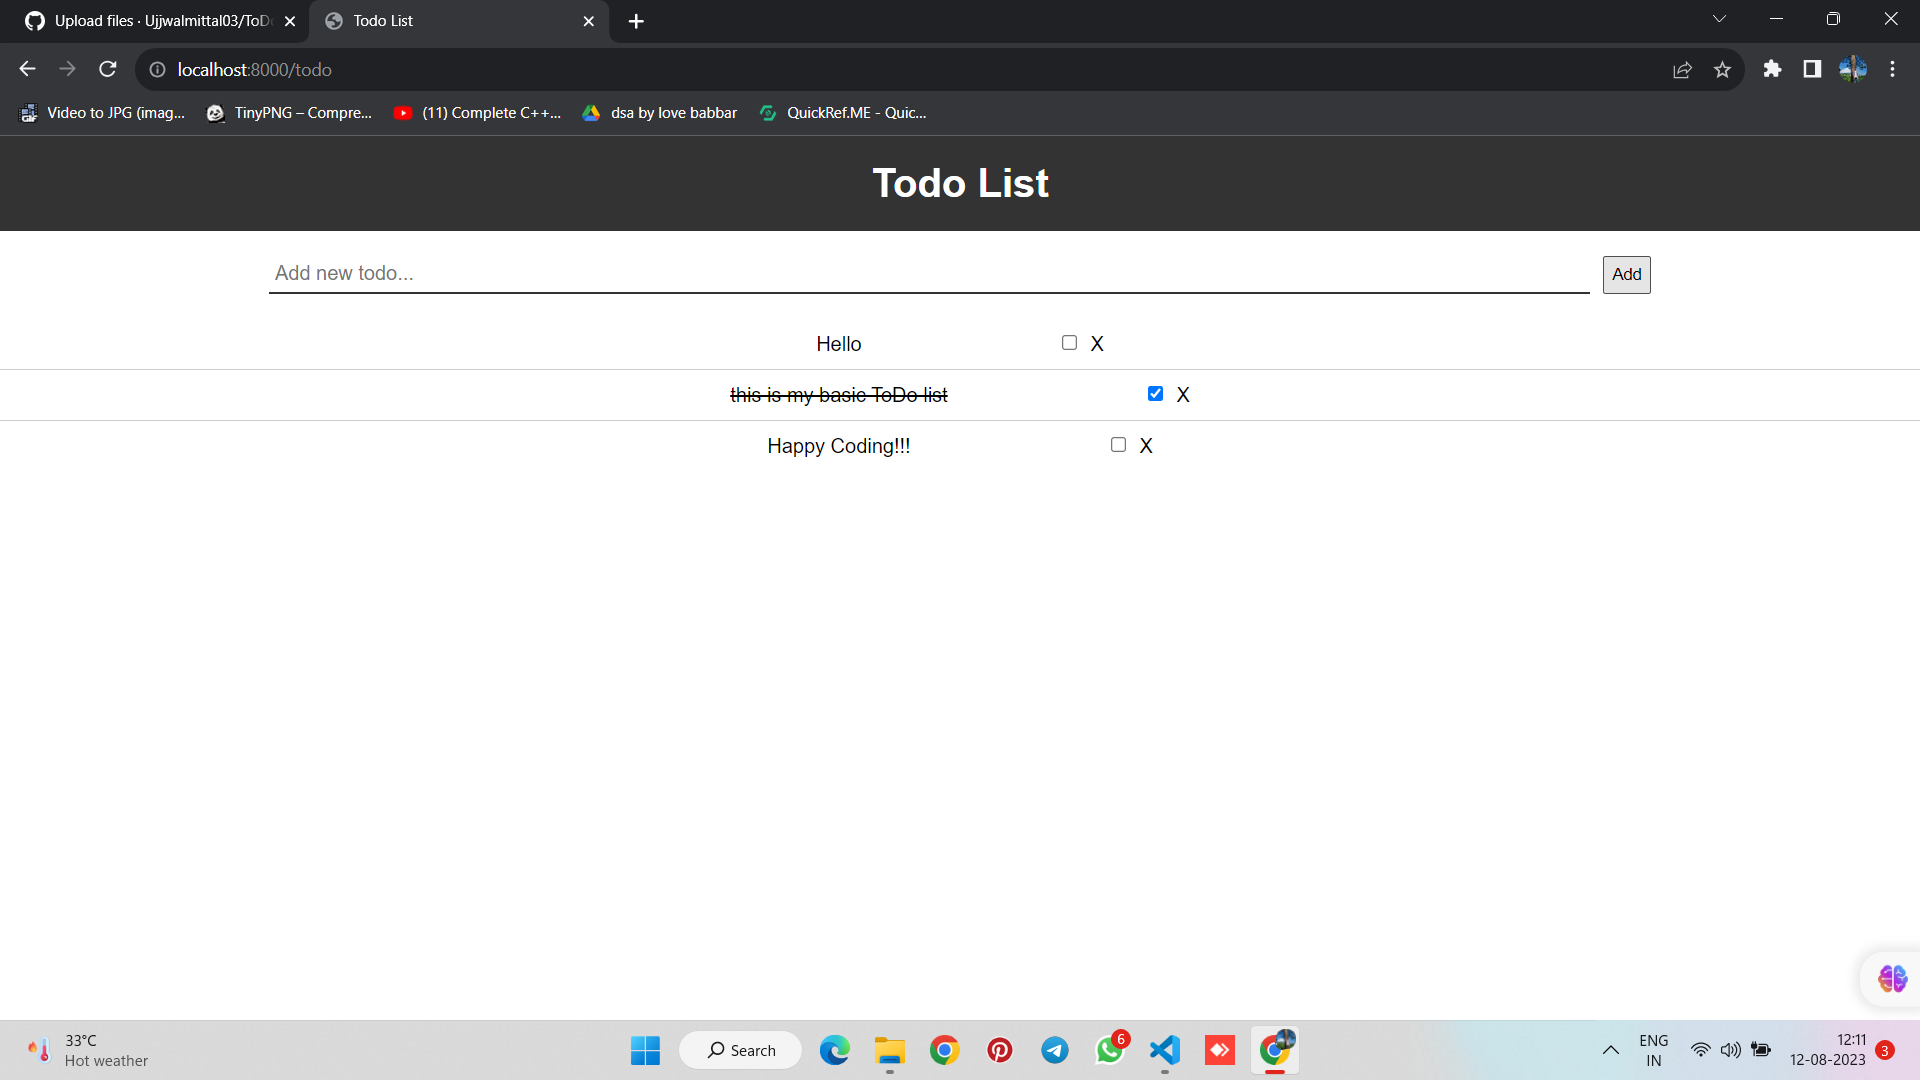 Upload files · Ujjwalmittal03/ToDo
Todo List
localhost:8000/todo
Video to JPG (imag...
TinyPNG – Compre...
(11) Complete C++...
dsa by love babbar
QuickRef.ME - Quic...
Todo List
Add new todo...
Add
Hello X
this is my basic ToDo list X
Happy Coding!!! X
33°C
Hot weather
Search
6
ENG
IN
12:11
12-08-2023
3